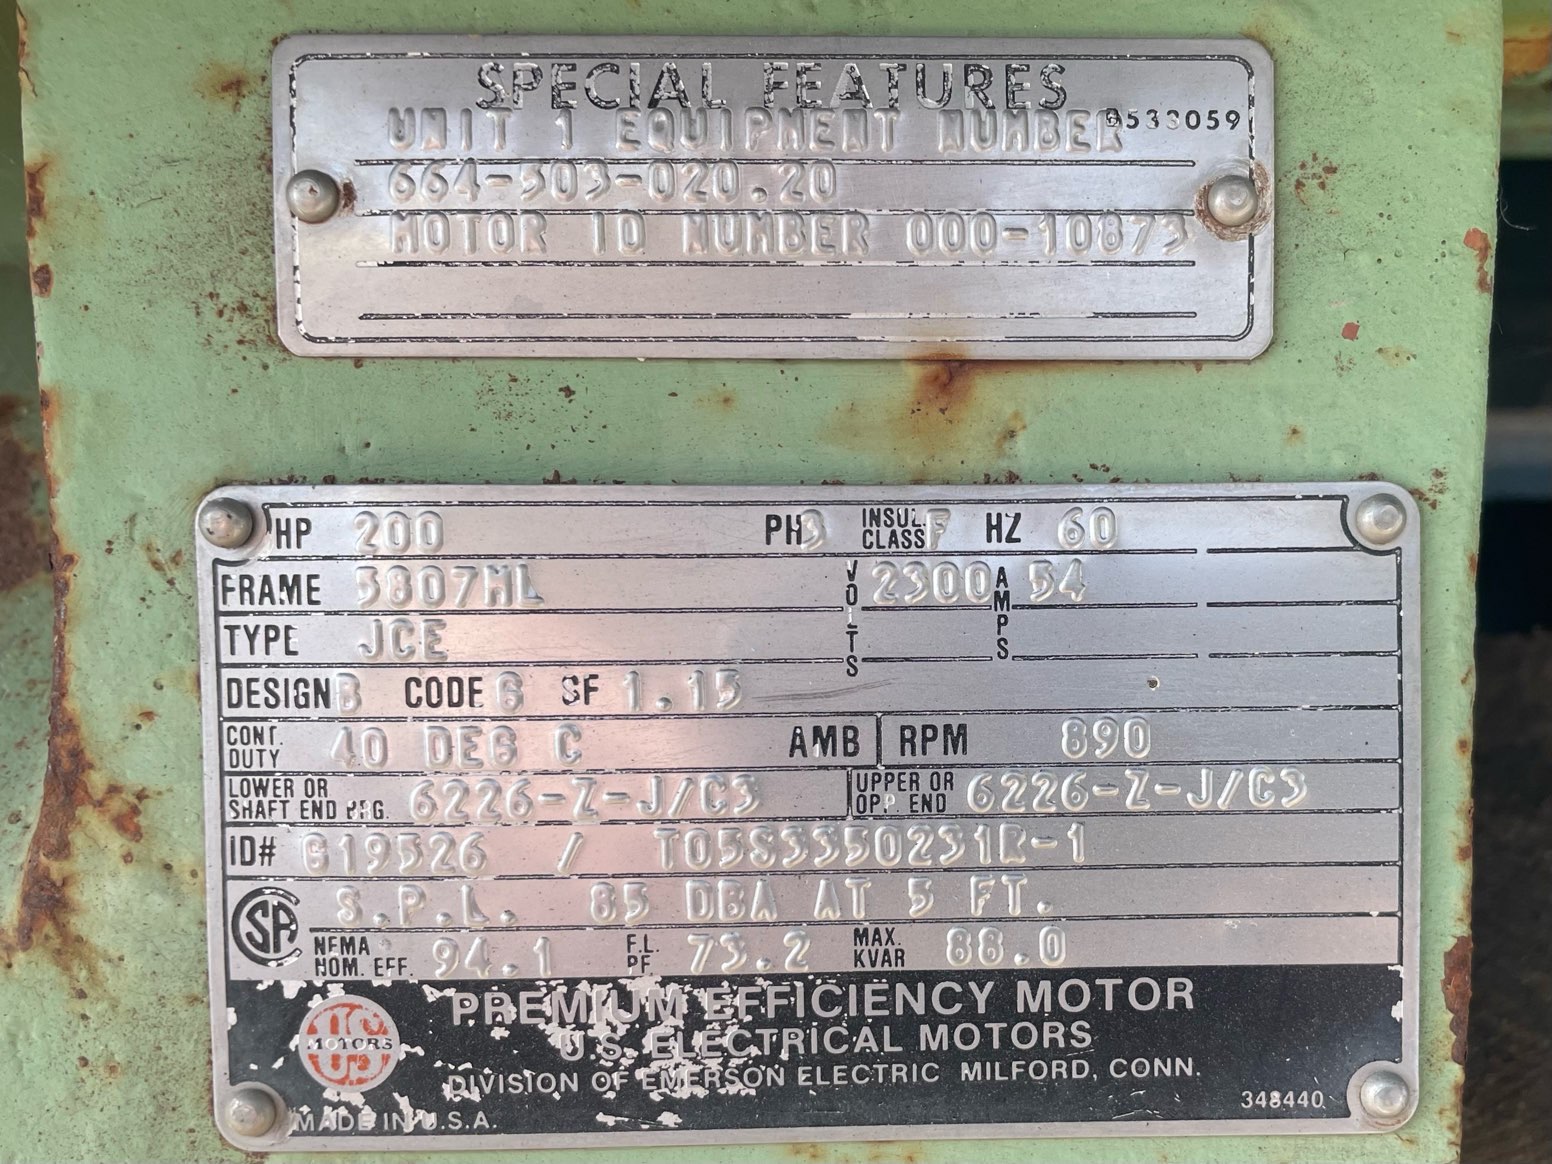 SPECIAL FEATURES
UNIT 1 EQUIPMENT NUMBER 533059
664-503-020.20
MOTOR ID NUMBER 000-10873
HP 200 PH 3 INSUL. CLASS F HZ 60
FRAME 5807HL VOLTS 2300 AMPS 54
TYPE JCE
DESIGN B CODE G SF 1.15
CONT. DUTY 40 DEG C AMB RPM 890
LOWER OR SHAFT END BRG. 6226-Z-J/C3 UPPER OR OPP. END 6226-Z-J/C3
ID# G19526 / T05S3350231R-1
SA S.P.L. 85 DBA AT 5 FT.
NEMA NOM. EFF. 94.1 F.L. PF 73.2 MAX. KVAR 88.0
PREMIUM EFFICIENCY MOTOR
US MOTORS
U.S. ELECTRICAL MOTORS
DIVISION OF EMERSON ELECTRIC MILFORD, CONN.
348440
MADE IN U.S.A.